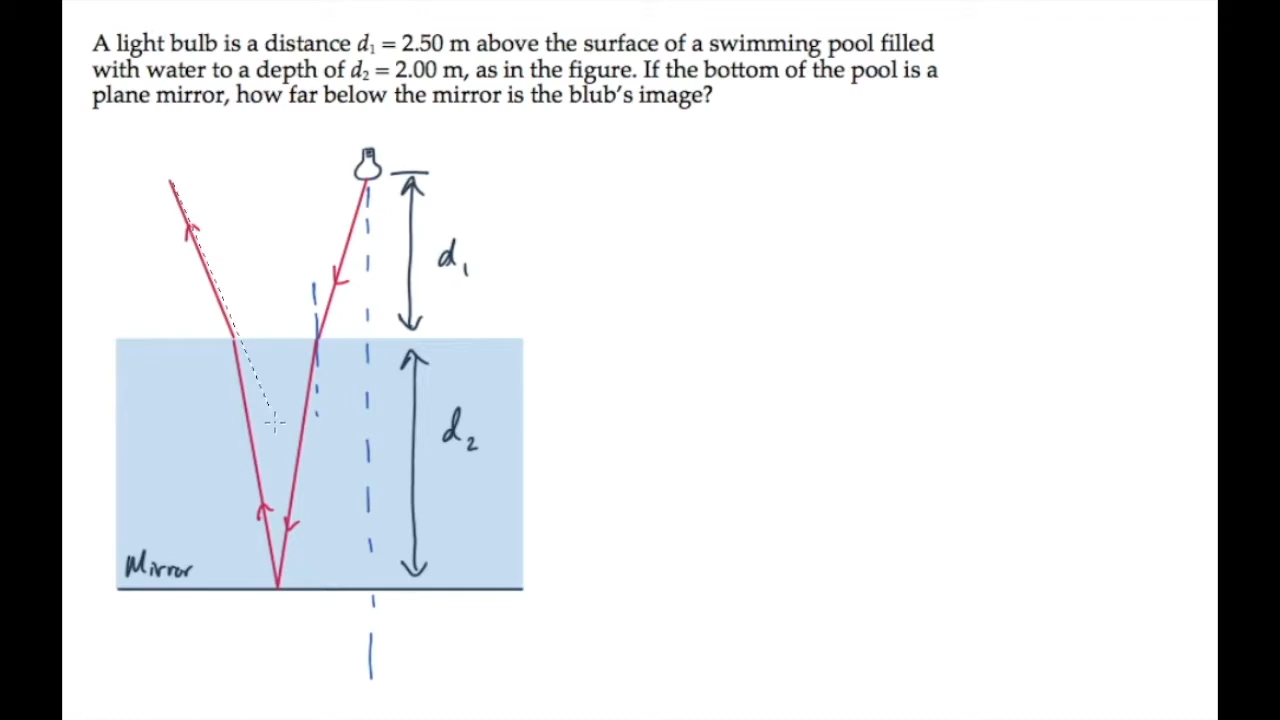 A light bulb is a distance d₁ = 2.50 m above the surface of a swimming pool filled
with water to a depth of d₂ = 2.00 m, as in the figure. If the bottom of the pool is a
plane mirror, how far below the mirror is the blub's image?
d₁
d₂
Mirror